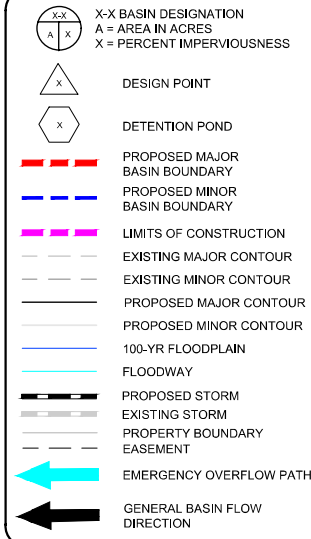 X-X
A X
X-X BASIN DESIGNATION
A = AREA IN ACRES
X = PERCENT IMPERVIOUSNESS
X
DESIGN POINT
X
DETENTION POND
PROPOSED MAJOR
BASIN BOUNDARY
PROPOSED MINOR
BASIN BOUNDARY
LIMITS OF CONSTRUCTION
EXISTING MAJOR CONTOUR
EXISTING MINOR CONTOUR
PROPOSED MAJOR CONTOUR
PROPOSED MINOR CONTOUR
100-YR FLOODPLAIN
FLOODWAY
PROPOSED STORM
EXISTING STORM
PROPERTY BOUNDARY
EASEMENT
EMERGENCY OVERFLOW PATH
GENERAL BASIN FLOW
DIRECTION